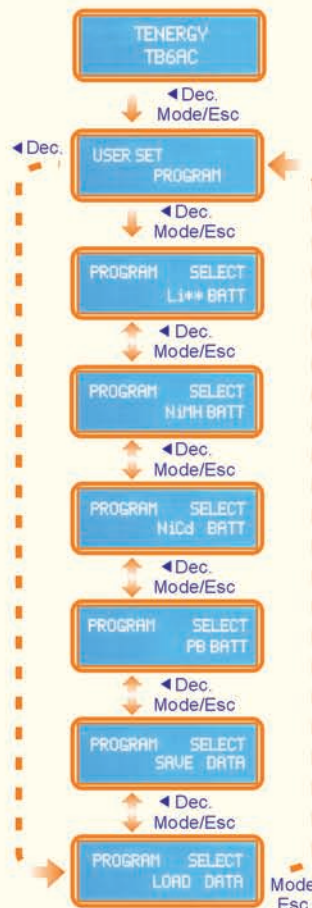 TENERGY
TB6AC
◄Dec.
Mode/Esc
◄Dec.
USER SET
PROGRAM
◄Dec.
Mode/Esc
PROGRAM SELECT
Li** BATT
◄Dec.
Mode/Esc
PROGRAM SELECT
NiMH BATT
◄Dec.
Mode/Esc
PROGRAM SELECT
NiCd BATT
◄Dec.
Mode/Esc
PROGRAM SELECT
PB BATT
◄Dec.
Mode/Esc
PROGRAM SELECT
SAVE DATA
◄Dec.
Mode/Esc
PROGRAM SELECT
LOAD DATA
Mode
Esc